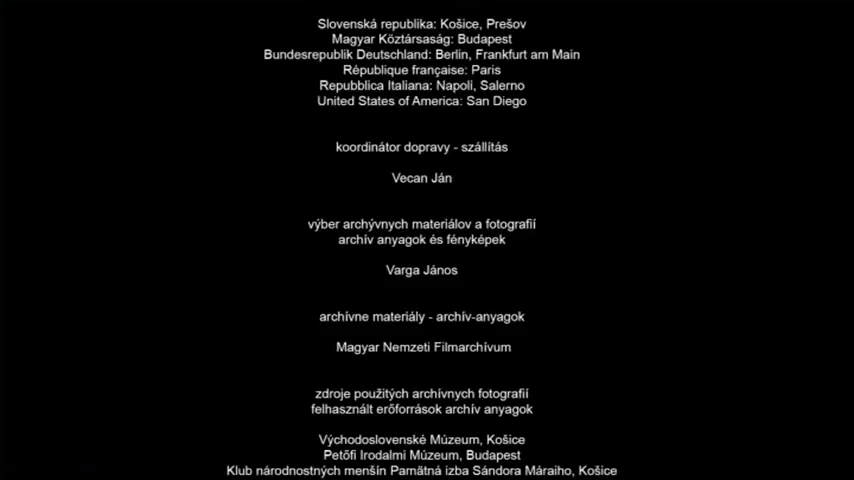 Slovenská republika: Košice, Prešov
Magyar Köztársaság: Budapest
Bundesrepublik Deutschland: Berlin, Frankfurt am Main
République française: Paris
Repubblica Italiana: Napoli, Salerno
United States of America: San Diego
koordinátor dopravy - szállítás
Vecan Ján
výber archývnych materiálov a fotografií
archív anyagok és fényképek
Varga János
archívne materiály - archív-anyagok
Magyar Nemzeti Filmarchívum
zdroje použitých archívnych fotografií
felhasznált erőforrások archív anyagok
Východoslovenské Múzeum, Košice
Petőfi Irodalmi Múzeum, Budapest
Klub národnostných menšín Pamätná izba Sándora Máraiho, Košice